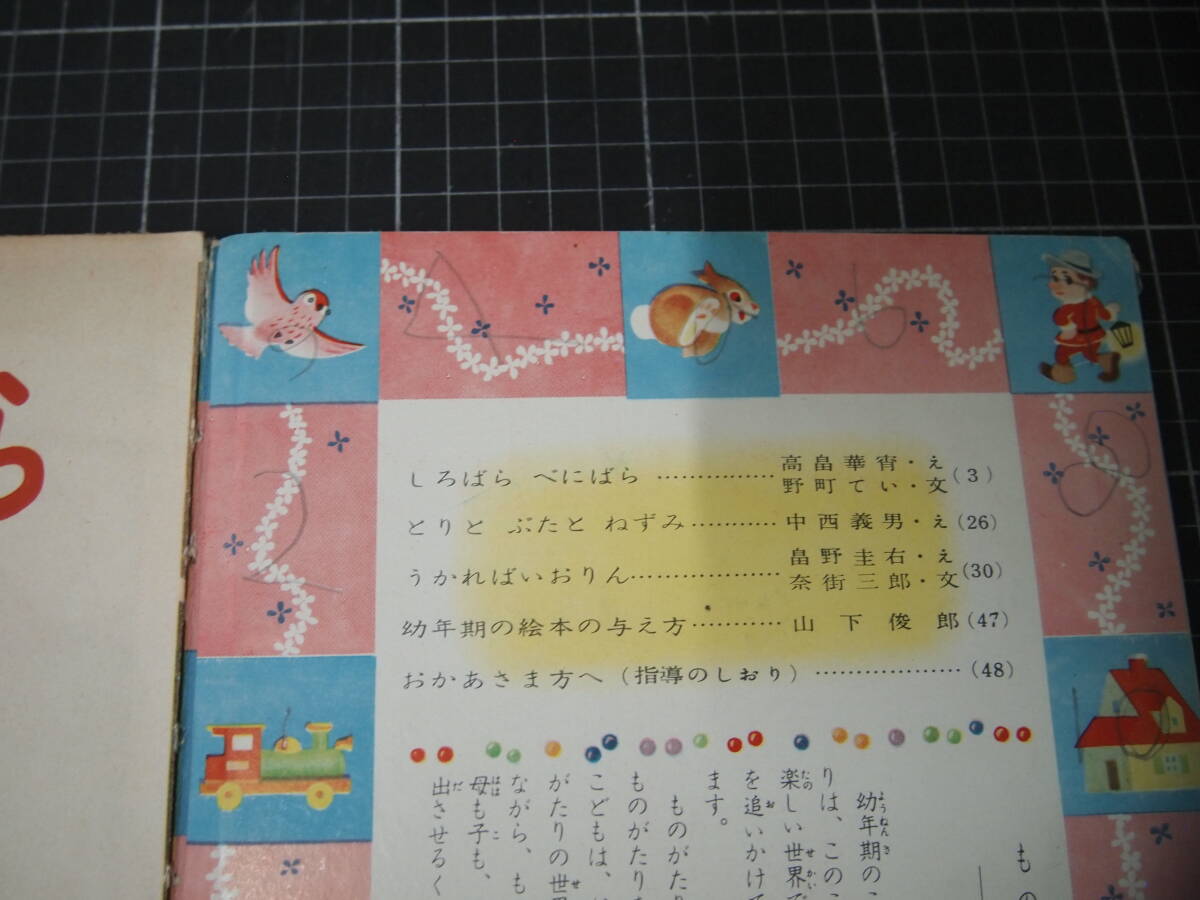 しろばら べにばら ……………高畠華宵・え
野町てい・文(3)
とりと ぶたと ねずみ…………中西義男・え(26)
うかればいおりん………………畠野圭右・え
奈街三郎・文(30)
幼年期の絵本の与え方…………山下俊郎(47)
おかあさま方へ(指導のしおり)………………(48)
もの
幼年期のこ
りは、このこ
楽しい世界で
を追いかけて
ます。
ものがた
ものがたり
こどもは、
がたりの世
ながら、も
母も子も、
出させるく